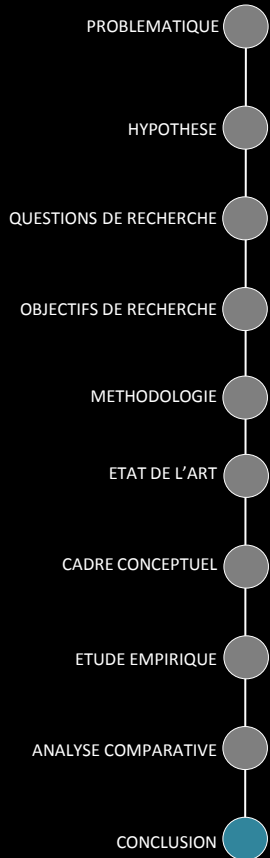 PROBLEMATIQUE
HYPOTHESE
QUESTIONS DE RECHERCHE
OBJECTIFS DE RECHERCHE
METHODOLOGIE
ETAT DE L’ART
CADRE CONCEPTUEL
ETUDE EMPIRIQUE
ANALYSE COMPARATIVE
CONCLUSION